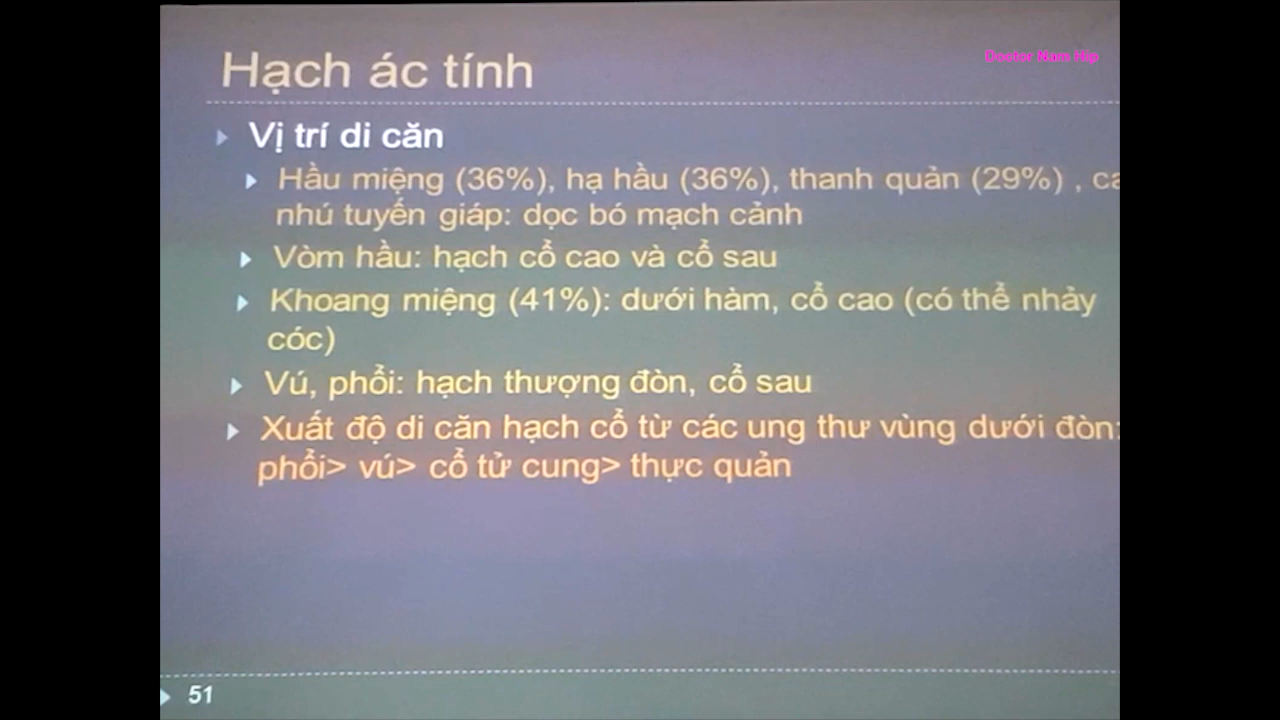 Hạch ác tính
Doctor Num Hip
Vị trí di căn
Hầu miệng (36%), hạ hầu (36%), thanh quản (29%) , ca
nhú tuyến giáp: dọc bó mạch cảnh
Vòm hầu: hạch cổ cao và cổ sau
Khoang miệng (41%): dưới hàm, cổ cao (có thể nhảy
cóc)
Vú, phổi: hạch thượng đòn, cổ sau
Xuất độ di căn hạch cổ từ các ung thư vùng dưới đòn:
phổi> vú> cổ tử cung> thực quản
51